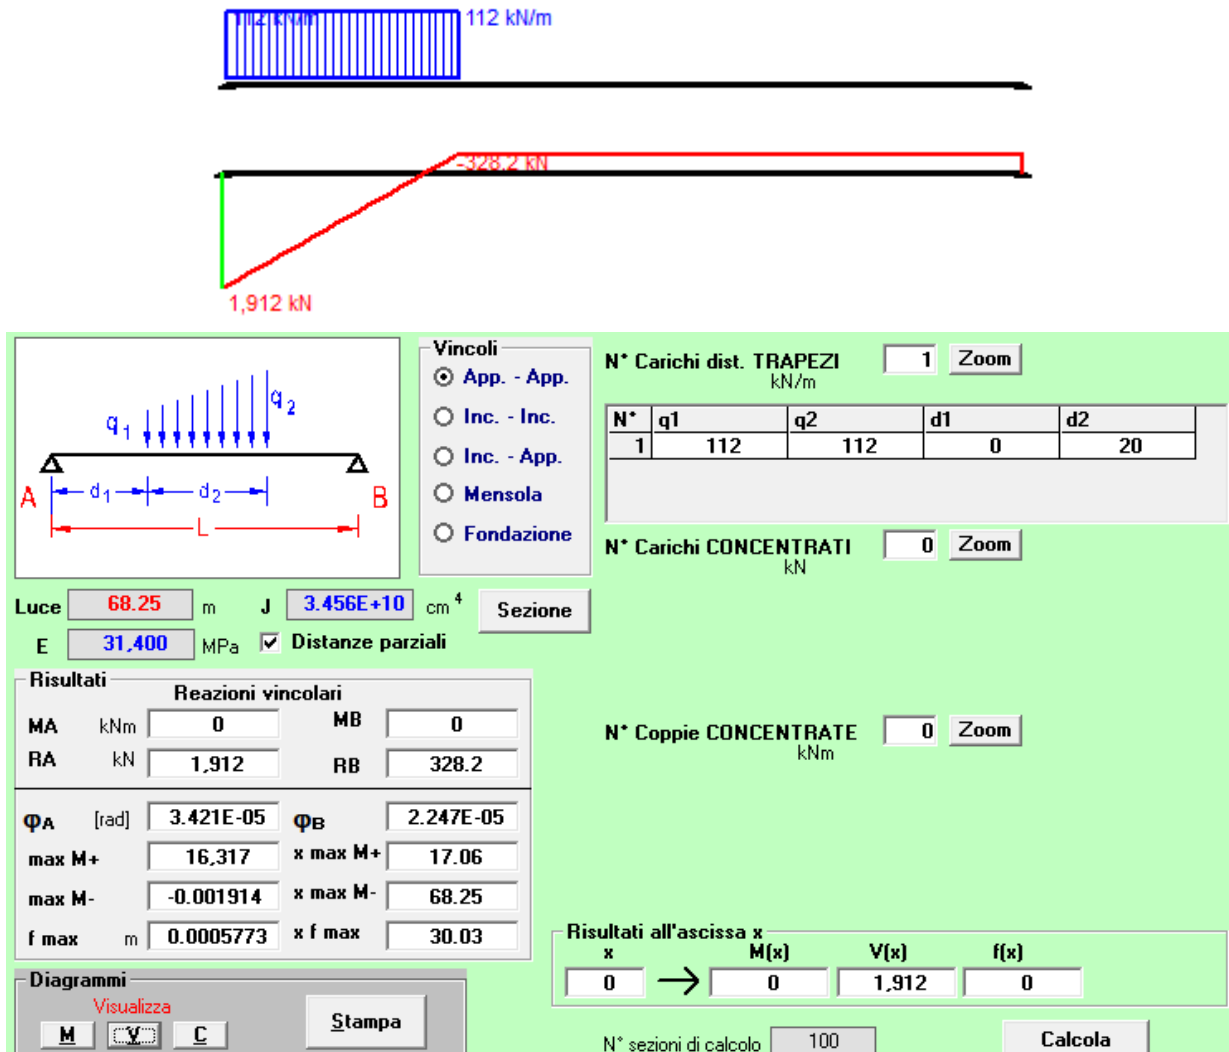 112 kN/m 112 kN/m
-328.2 kN
1,912 kN
q1 q2
A d1 d2 B
L
Vincoli
App. - App.
Inc. - Inc.
Inc. - App.
Mensola
Fondazione
N° Carichi dist. TRAPEZI 1 Zoom
kN/m
N° q1 q2 d1 d2
1 112 112 0 20
N° Carichi CONCENTRATI 0 Zoom
kN
Luce 68.25 m J 3.456E+10 cm 4 Sezione
E 31,400 MPa Distanze parziali
Risultati
Reazioni vincolari
MA kNm 0 MB 0
RA kN 1,912 RB 328.2
φA [rad] 3.421E-05 φB 2.247E-05
max M+ 16,317 x max M+ 17.06
max M- -0.001914 x max M- 68.25
f max m 0.0005773 x f max 30.03
N° Coppie CONCENTRATE 0 Zoom
kNm
Risultati all'ascissa x
x M(x) V(x) f(x)
0 0 1,912 0
Diagrammi
Visualizza
M V C Stampa
N° sezioni di calcolo 100 Calcola